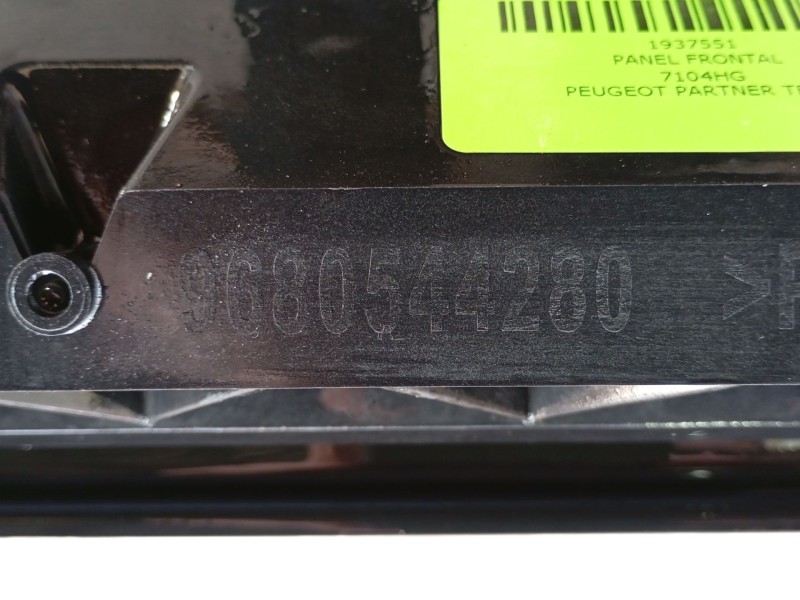 1937551
PANEL FRONTAL
7104HG
PEUGEOT PARTNER TE
9680544280